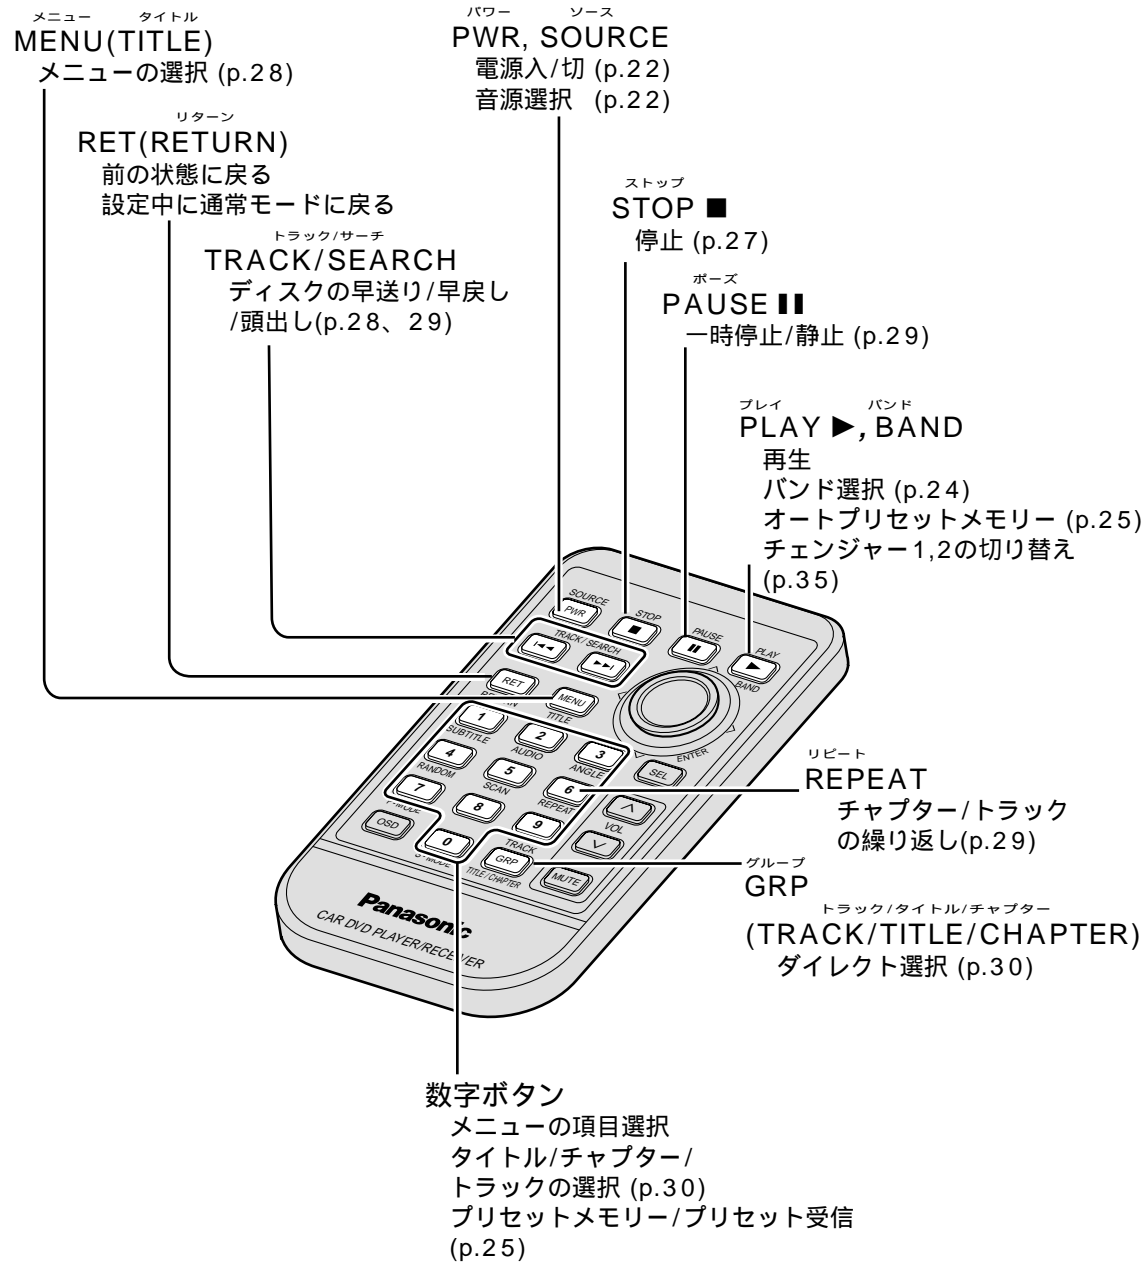 メニュー タイトル
MENU(TITLE)
メニューの選択 (p.28)
リターン
RET(RETURN)
前の状態に戻る
設定中に通常モードに戻る
トラック/サーチ
TRACK/SEARCH
ディスクの早送り/早戻し
/頭出し(p.28、29)
パワー ソース
PWR, SOURCE
電源入/切 (p.22)
音源選択 (p.22)
ストップ
STOP ■
停止 (p.27)
ポーズ
PAUSE ▮▮
一時停止/静止 (p.29)
プレイ バンド
PLAY ▶, BAND
再生
バンド選択 (p.24)
オートプリセットメモリー (p.25)
チェンジャー1,2の切り替え
(p.35)
SOURCE
PWR
STOP
PAUSE
PLAY
BAND
TRACK/SEARCH
RET
MENU
TITLE
ENTER
SEL
1
SUBTITLE
2
AUDIO
3
ANGLE
4
RANDOM
5
SCAN
6
REPEAT
7
8
9
VOL
OSD
0
TRACK
GRP
TITLE/CHAPTER
MUTE
Panasonic
CAR DVD PLAYER/RECEIVER
リピート
REPEAT
チャプター/トラック
の繰り返し(p.29)
グループ
GRP
トラック/タイトル/チャプター
(TRACK/TITLE/CHAPTER)
ダイレクト選択 (p.30)
数字ボタン
メニューの項目選択
タイトル/チャプター/
トラックの選択 (p.30)
プリセットメモリー/プリセット受信
(p.25)